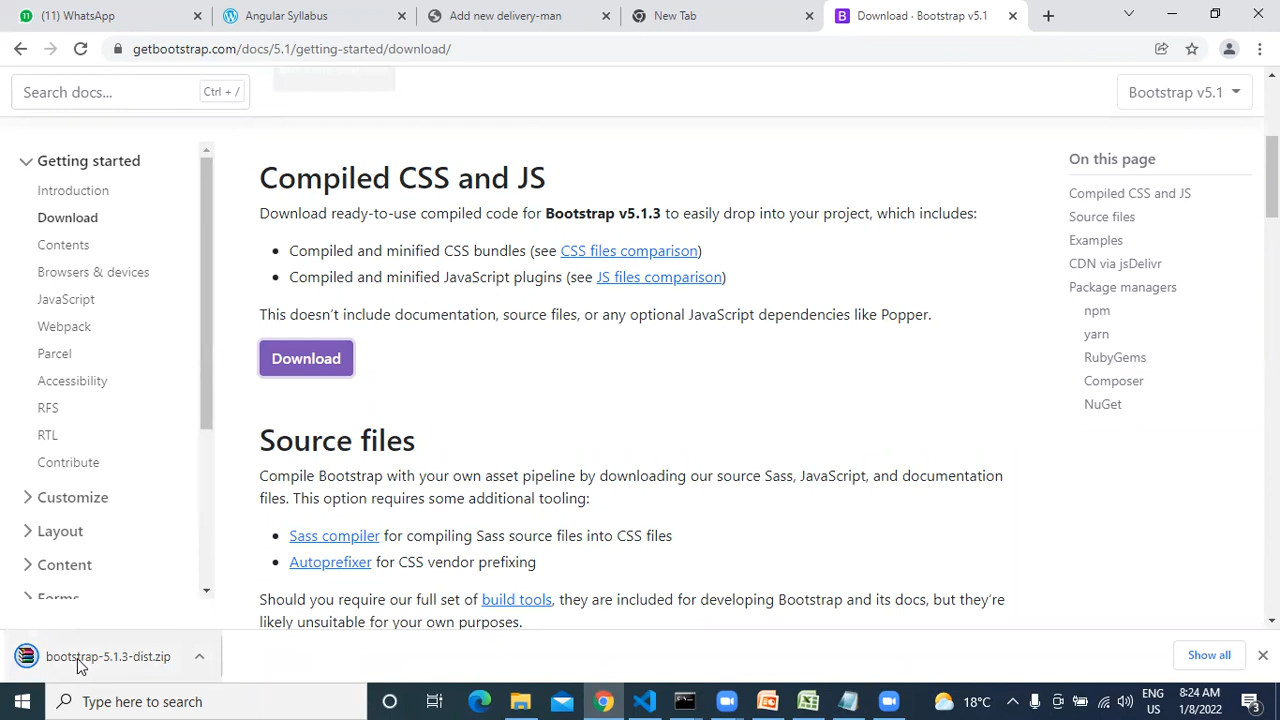 (11) WhatsApp
Angular Syllabus
Add new delivery-man
New Tab
Download · Bootstrap v5.1
getbootstrap.com/docs/5.1/getting-started/download/
Search docs...
Ctrl + /
Bootstrap v5.1
Getting started
Introduction
Download
Contents
Browsers & devices
JavaScript
Webpack
Parcel
Accessibility
RFS
RTL
Contribute
Customize
Layout
Content
Forms
Compiled CSS and JS
Download ready-to-use compiled code for Bootstrap v5.1.3 to easily drop into your project, which includes:
Compiled and minified CSS bundles (see CSS files comparison)
Compiled and minified JavaScript plugins (see JS files comparison)
This doesn't include documentation, source files, or any optional JavaScript dependencies like Popper.
Download
Source files
Compile Bootstrap with your own asset pipeline by downloading our source Sass, JavaScript, and documentation
files. This option requires some additional tooling:
Sass compiler for compiling Sass source files into CSS files
Autoprefixer for CSS vendor prefixing
Should you require our full set of build tools, they are included for developing Bootstrap and its docs, but they're
likely unsuitable for your own purposes.
On this page
Compiled CSS and JS
Source files
Examples
CDN via jsDelivr
Package managers
npm
yarn
RubyGems
Composer
NuGet
bootstrap-5.1.3-dist.zip
Show all
Type here to search
18°C
ENG
US
8:24 AM
1/8/2022
3